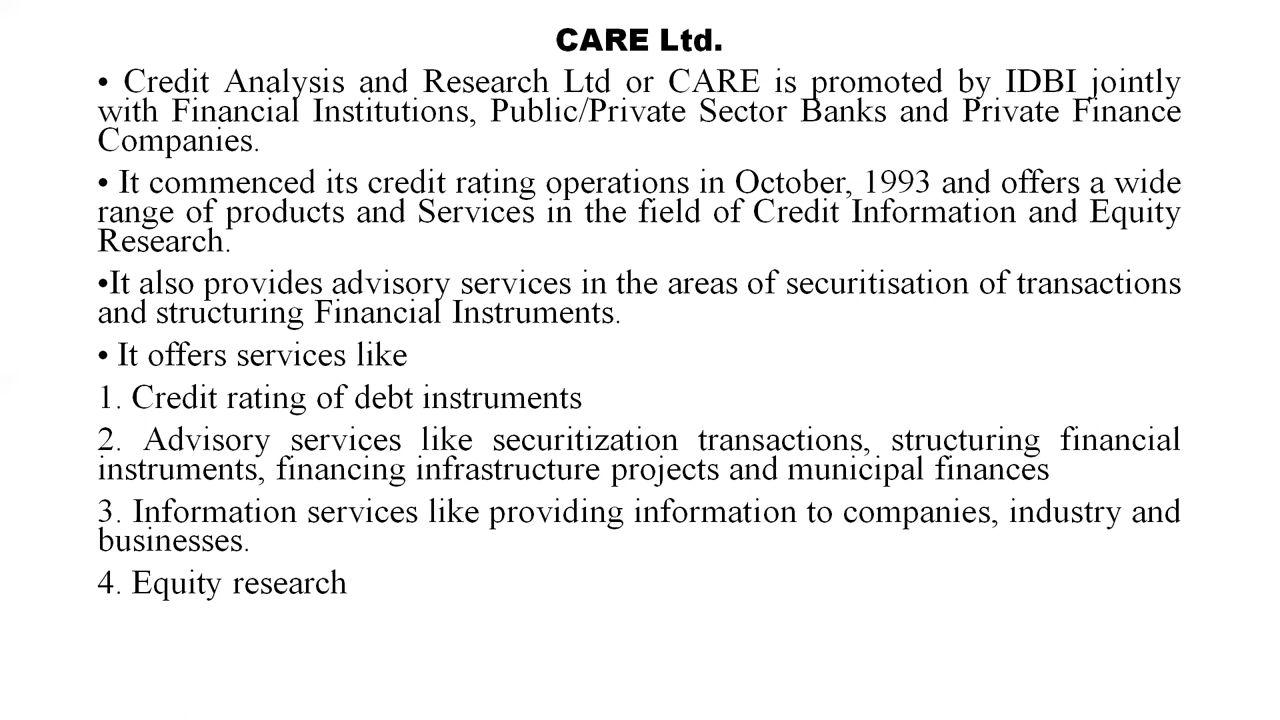 CARE Ltd.
• Credit Analysis and Research Ltd or CARE is promoted by IDBI jointly
with Financial Institutions, Public/Private Sector Banks and Private Finance
Companies.
• It commenced its credit rating operations in October, 1993 and offers a wide
range of products and Services in the field of Credit Information and Equity
Research.
•It also provides advisory services in the areas of securitisation of transactions
and structuring Financial Instruments.
• It offers services like
1. Credit rating of debt instruments
2. Advisory services like securitization transactions, structuring financial
instruments, financing infrastructure projects and municipal finances
3. Information services like providing information to companies, industry and
businesses.
4. Equity research